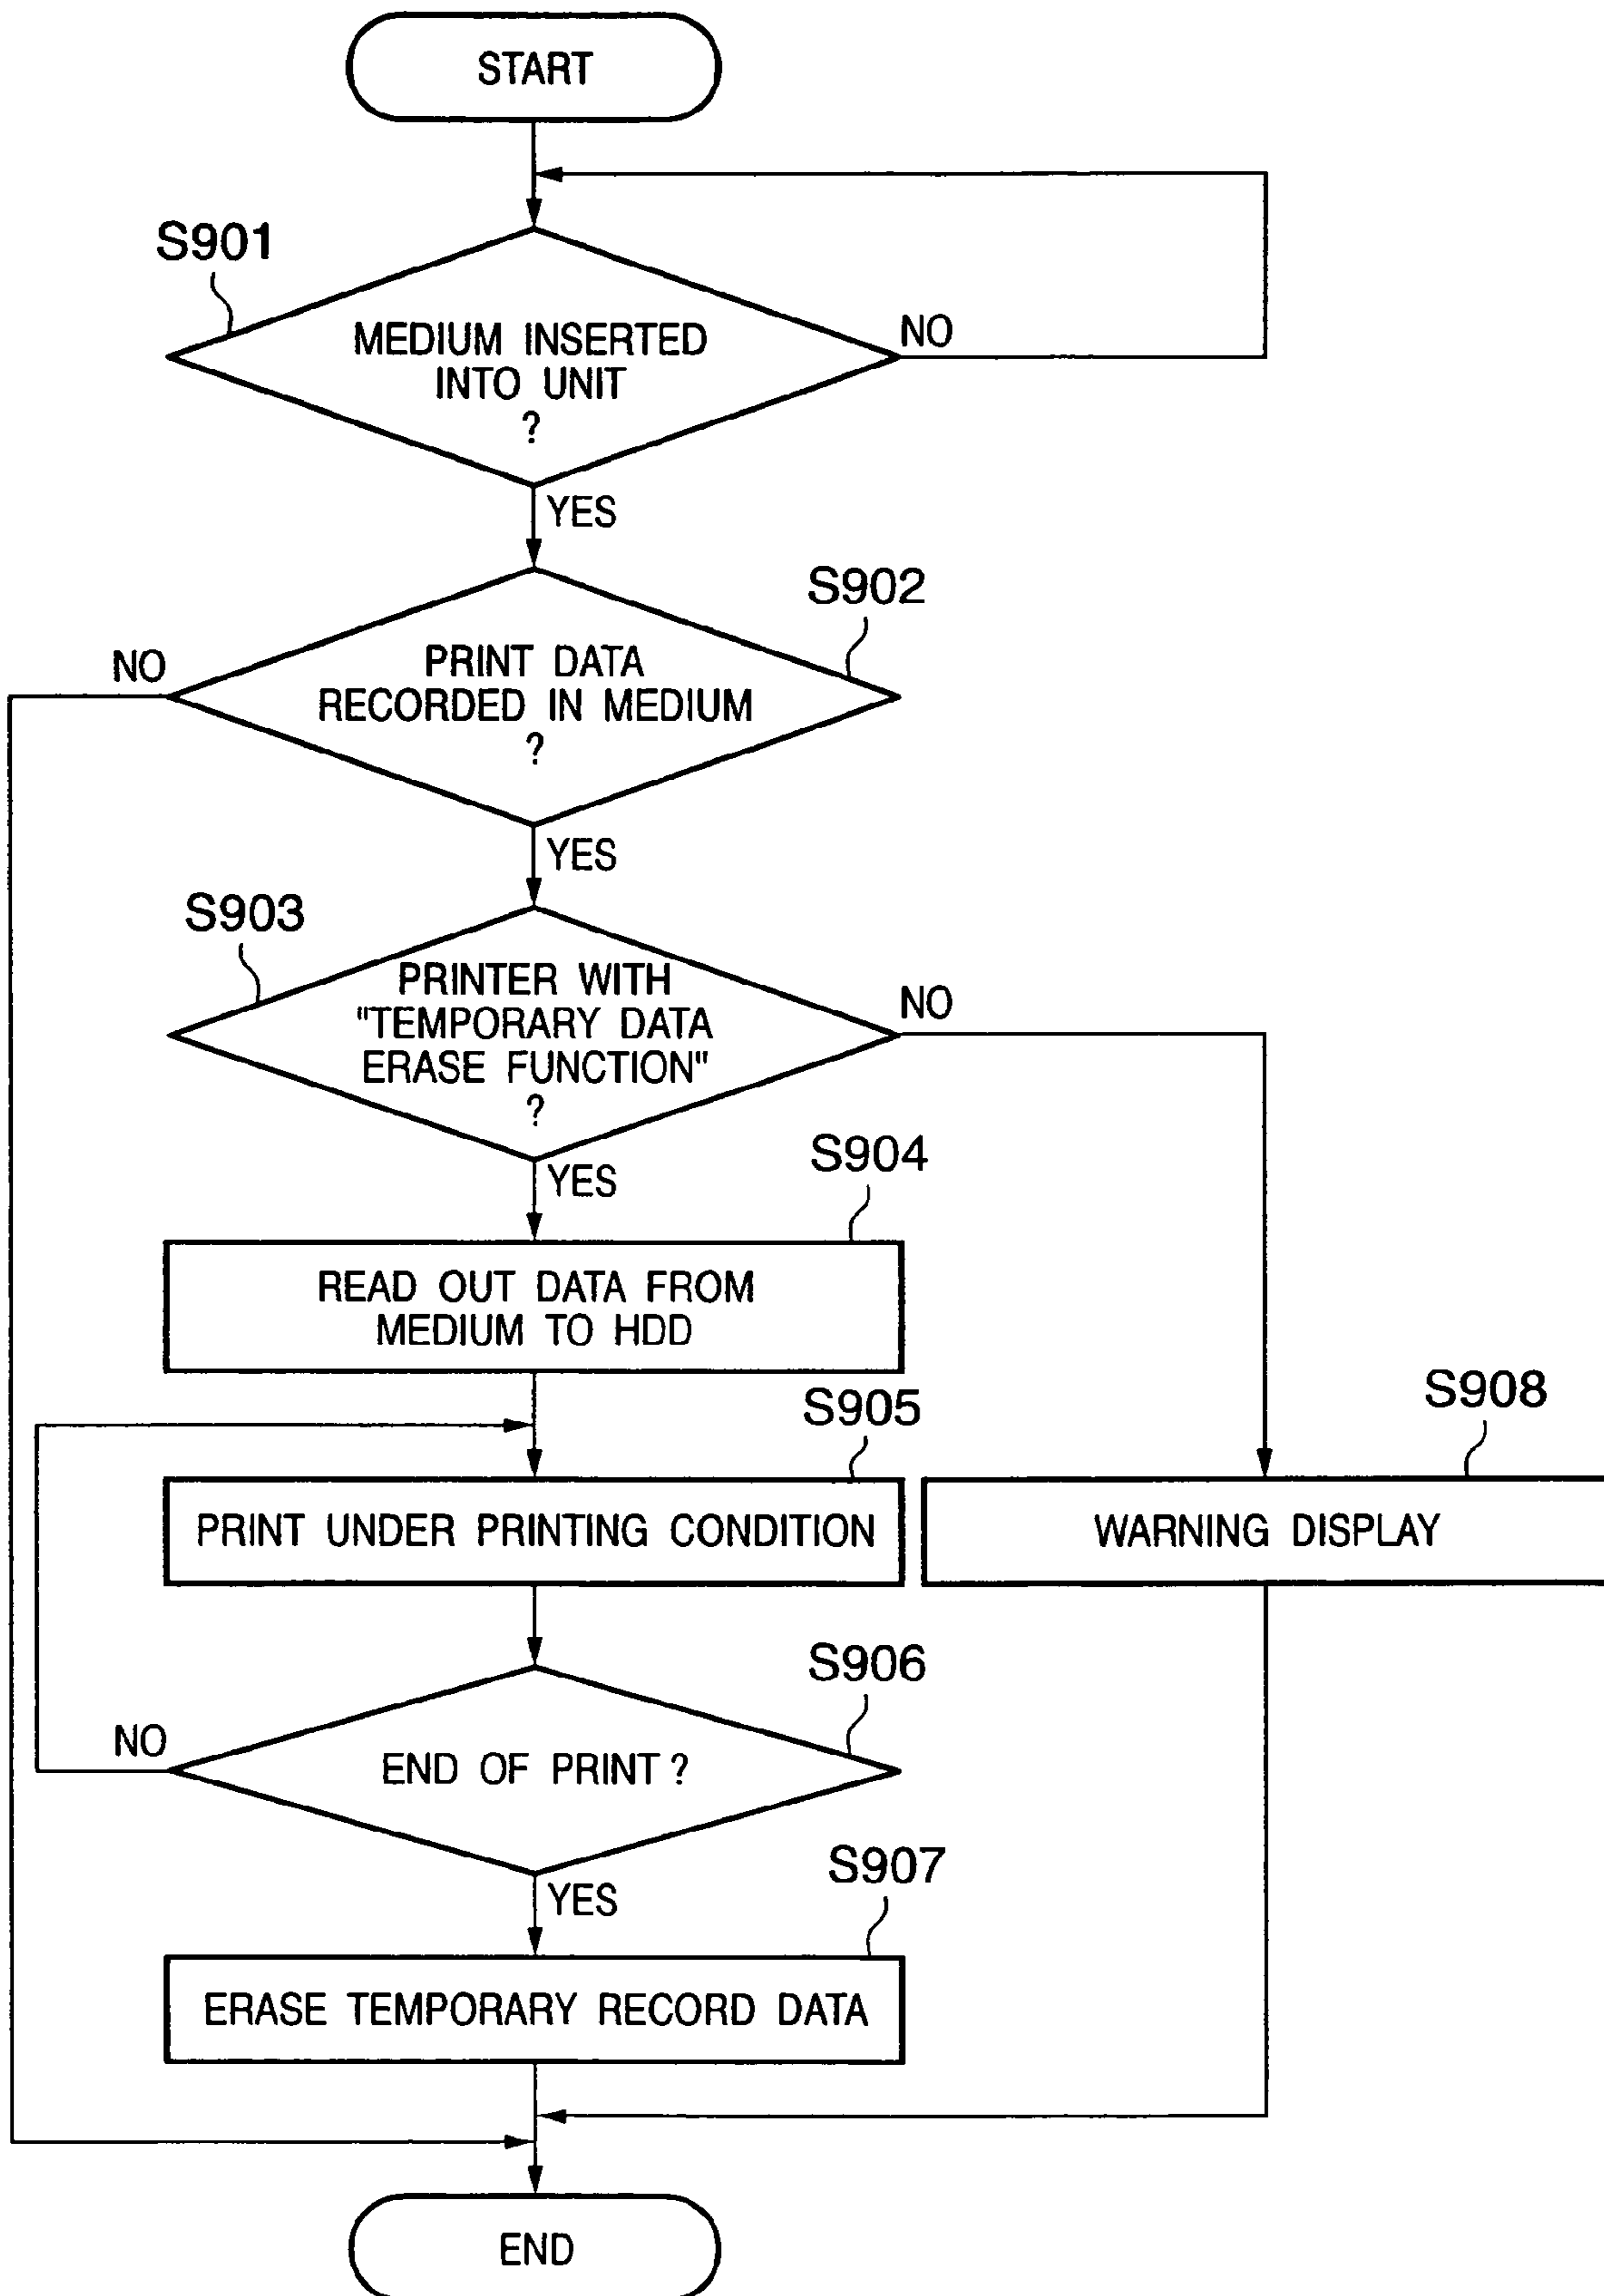 START
S901
MEDIUM INSERTED
INTO UNIT
?
NO
YES
S902
NO
PRINT DATA
RECORDED IN MEDIUM
?
YES
S903
PRINTER WITH
"TEMPORARY DATA
ERASE FUNCTION"
?
NO
YES
S904
READ OUT DATA FROM
MEDIUM TO HDD
S905
PRINT UNDER PRINTING CONDITION
S908
WARNING DISPLAY
S906
NO
END OF PRINT ?
YES
S907
ERASE TEMPORARY RECORD DATA
END